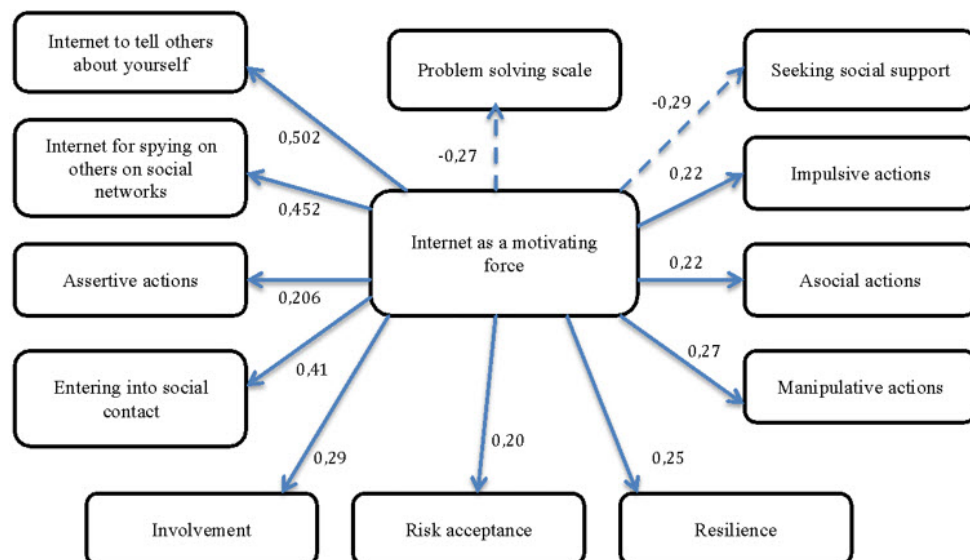 Internet to tell others
about yourself
Problem solving scale
Seeking social support
-0,29
0,502
-0,27
Internet for spying on
others on social
networks
0,22
Impulsive actions
0,452
Internet as a motivating
force
Assertive actions
0,22
Asocial actions
0,206
0,27
0,41
Entering into social
contact
Manipulative actions
0,29
0,20
0,25
Involvement
Risk acceptance
Resilience